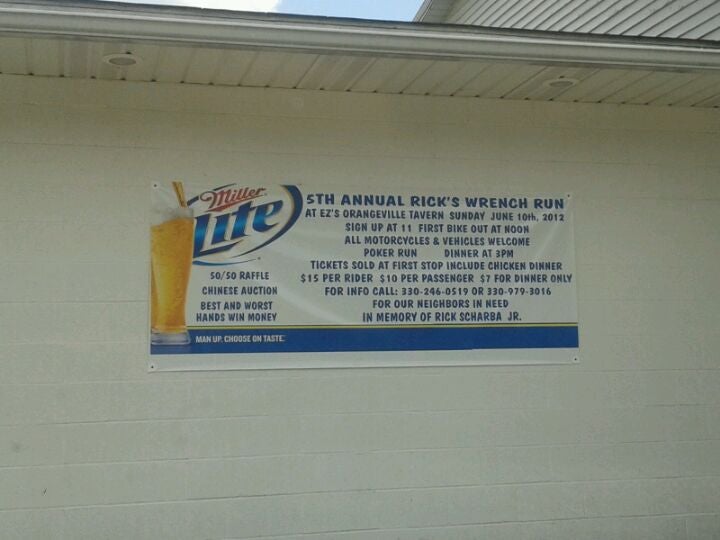 Miller
Lite
5TH ANNUAL RICK'S WRENCH RUN
AT EZ'S ORANGEVILLE TAVERN SUNDAY JUNE 10th, 2012
SIGN UP AT 11 FIRST BIKE OUT AT NOON
ALL MOTORCYCLES & VEHICLES WELCOME
POKER RUN DINNER AT 3PM
TICKETS SOLD AT FIRST STOP INCLUDE CHICKEN DINNER
$15 PER RIDER $10 PER PASSENGER $7 FOR DINNER ONLY
FOR INFO CALL: 330-246-0519 OR 330-979-3016
FOR OUR NEIGHBORS IN NEED
IN MEMORY OF RICK SCHARBA JR.
50/50 RAFFLE
CHINESE AUCTION
BEST AND WORST
HANDS WIN MONEY
MAN UP. CHOOSE ON TASTE.